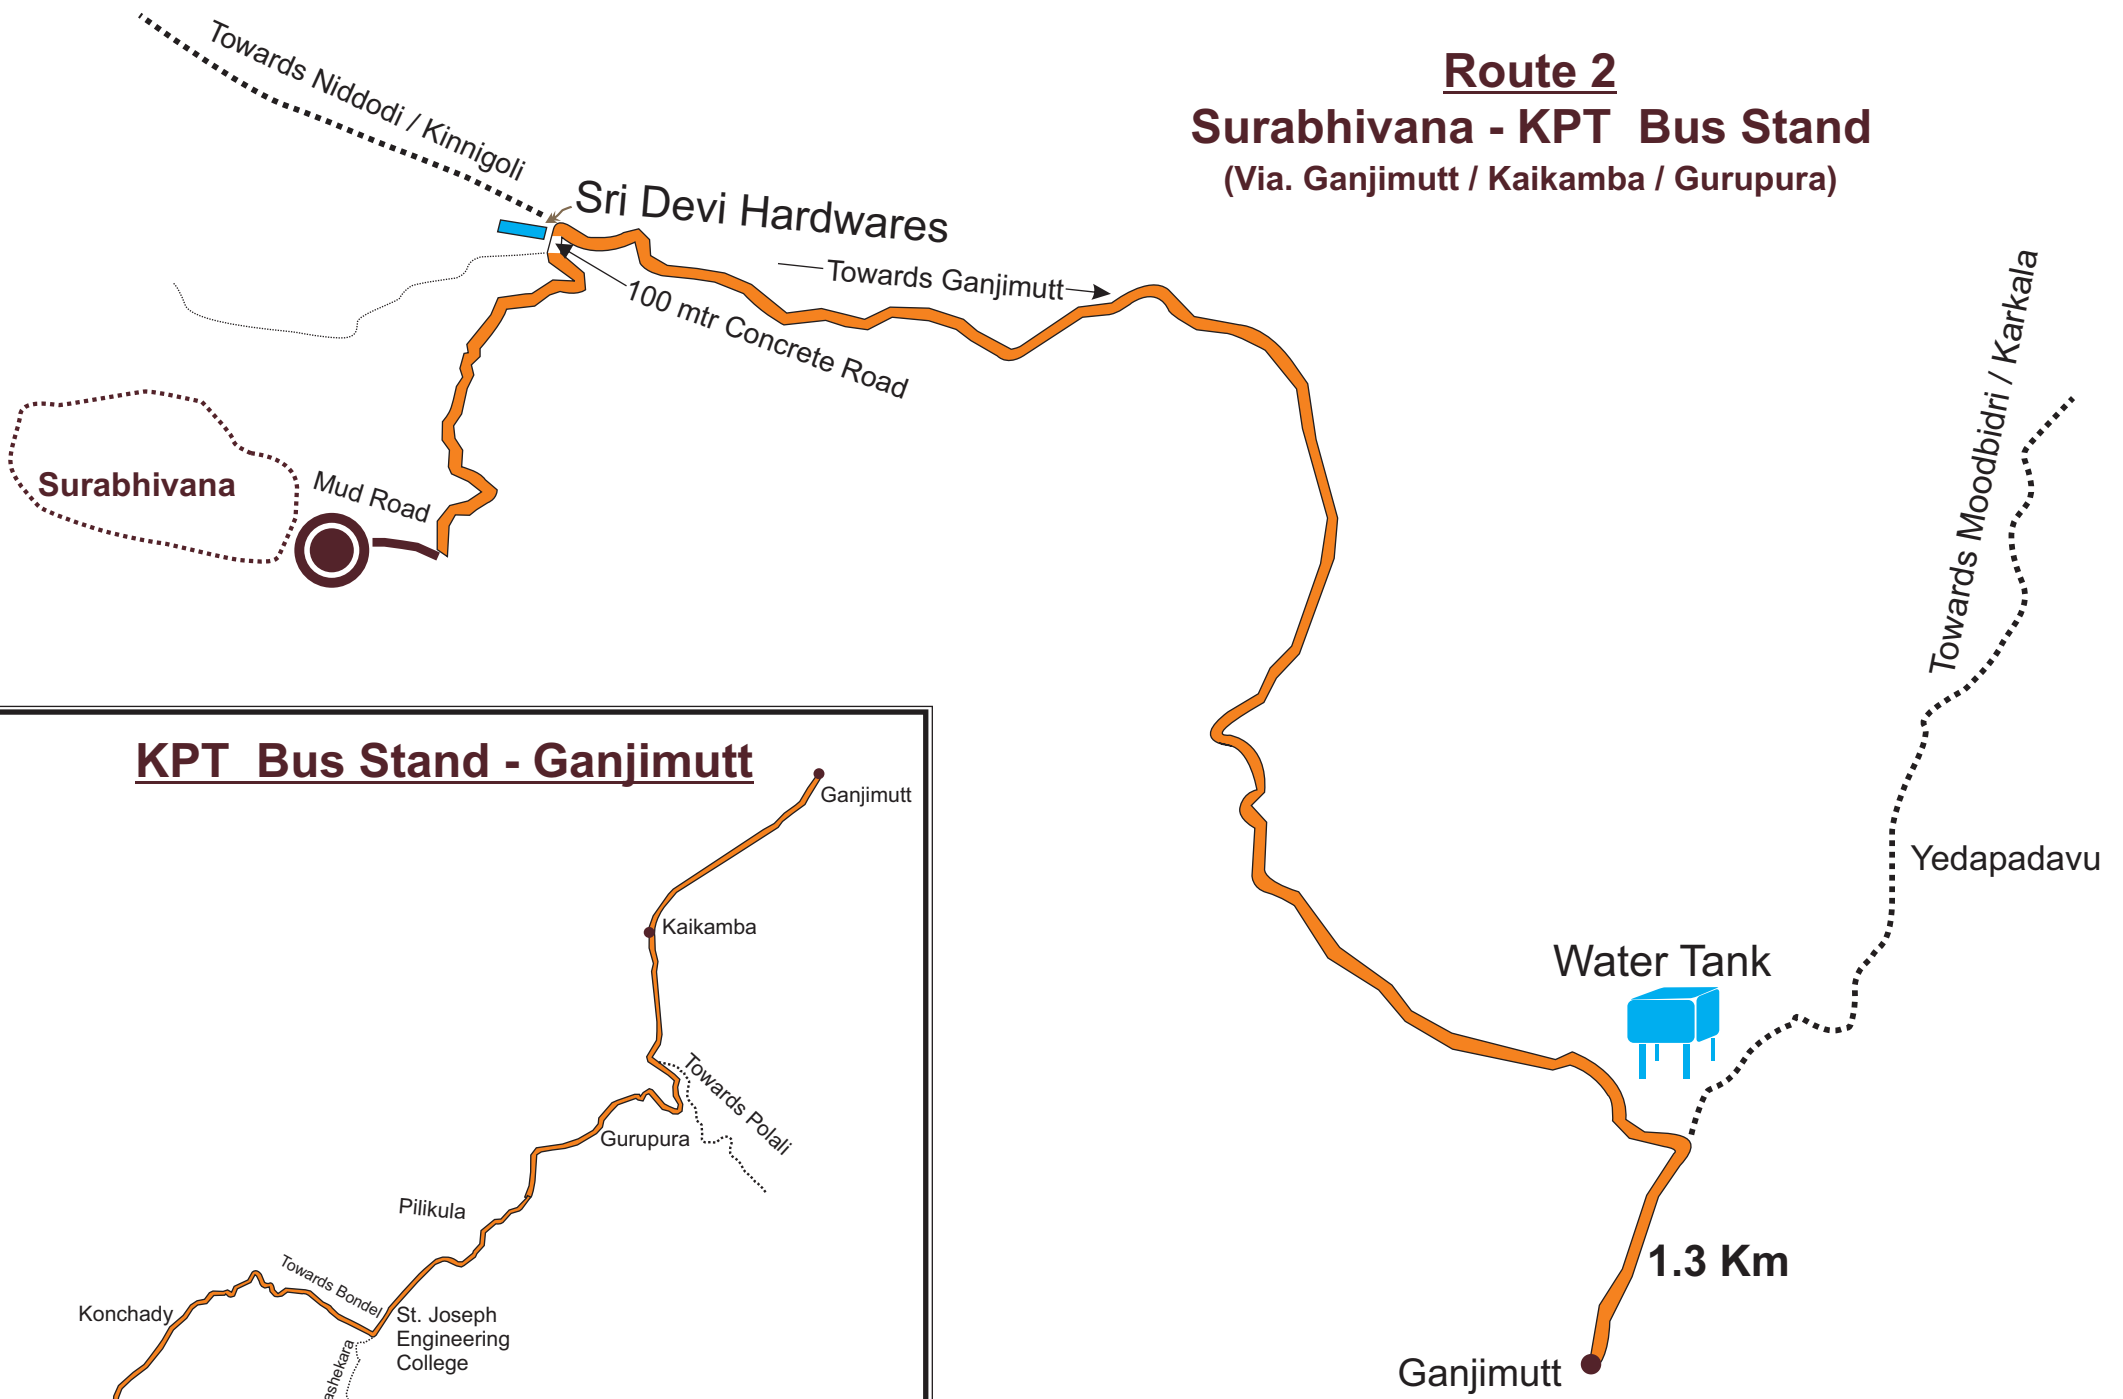 Route 2
Surabhivana - KPT Bus Stand
(Via. Ganjimutt / Kaikamba / Gurupura)
Towards Niddodi / Kinnigoli
Sri Devi Hardwares
Towards Ganjimutt
100 mtr Concrete Road
Surabhivana
Mud Road
Towards Moodbidri / Karkala
Yedapadavu
Water Tank
1.3 Km
Ganjimutt
KPT Bus Stand - Ganjimutt
Ganjimutt
Kaikamba
Towards Polali
Gurupura
Pilikula
Towards Bondel
Konchady
St. Joseph
Engineering
College